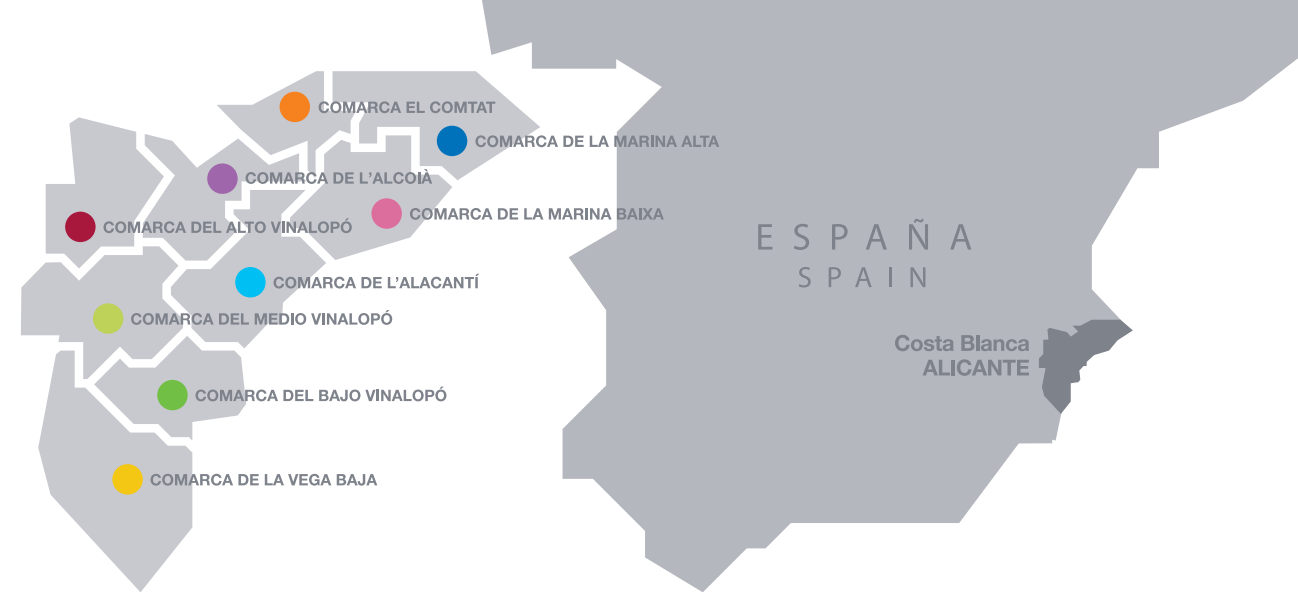 COMARCA EL COMTAT
COMARCA DE LA MARINA ALTA
COMARCA DE L'ALCOIÀ
COMARCA DE LA MARINA BAIXA
COMARCA DEL ALTO VINALOPÓ
COMARCA DE L'ALACANTÍ
COMARCA DEL MEDIO VINALOPÓ
COMARCA DEL BAJO VINALOPÓ
COMARCA DE LA VEGA BAJA
ESPAÑA
SPAIN
Costa Blanca
ALICANTE